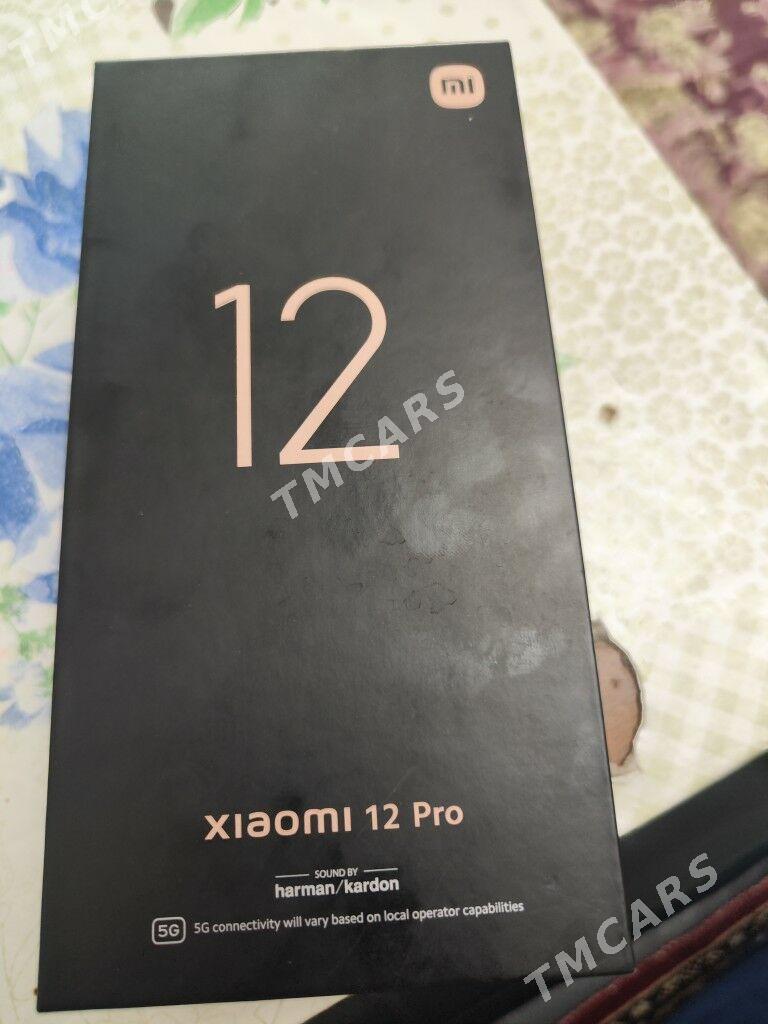 TMCARS
mi
12
TMCARS
XIAOMI 12 Pro
SOUND BY
harman/kardon
5G 5G connectivity will vary based on local operator capabilities
TMCARS